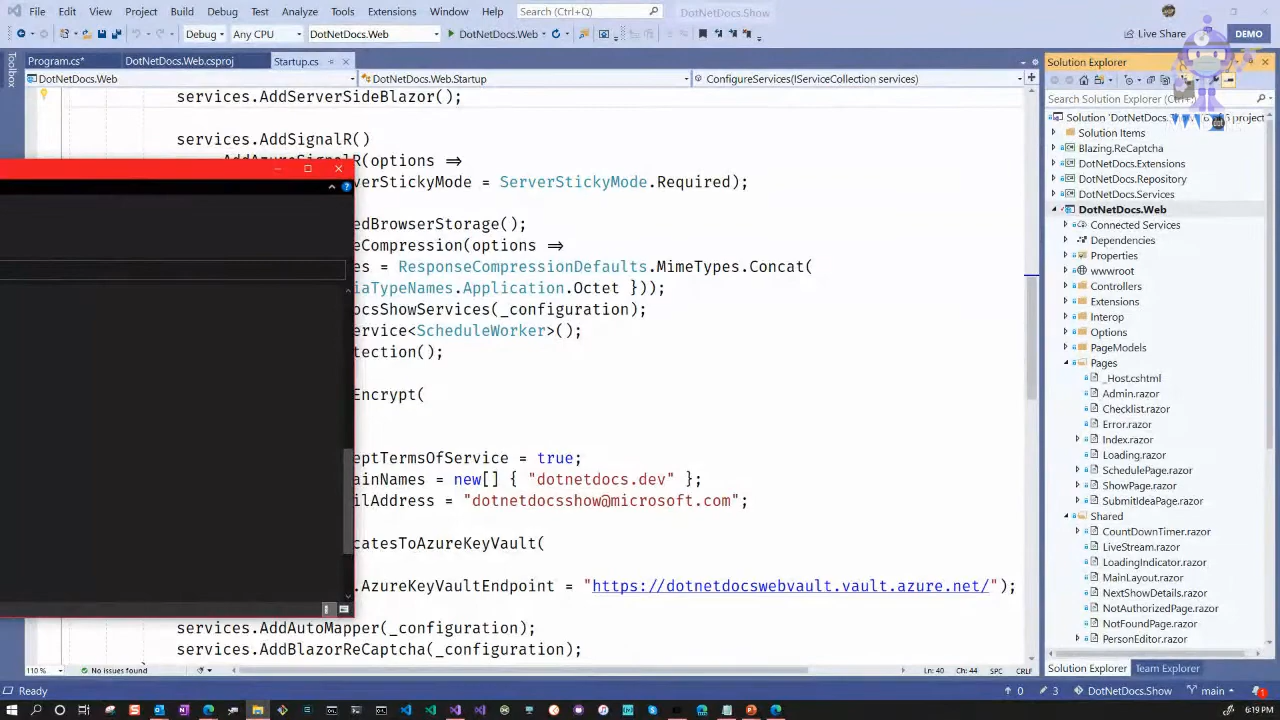 File Edit View Git Project Build Debug Test Analyze Tools Extensions Window Help Search (Ctrl+Q) DotNetDocs.Show
Debug Any CPU DotNetDocs.Web DotNetDocs.Web Live Share DEMO
Program.cs* DotNetDocs.Web.csproj Startup.cs
DotNetDocs.Web DotNetDocs.Web.Startup ConfigureServices(IServiceCollection services)
Toolbox
services.AddServerSideBlazor();
services.AddSignalR()
options =>
rStickyMode = ServerStickyMode.Required);
edBrowserStorage();
eCompression(options =>
es = ResponseCompressionDefaults.MimeTypes.Concat(
iaTypeNames.Application.Octet }));
ocsShowServices(_configuration);
ervice<ScheduleWorker>();
tection();
Encrypt(
eptTermsOfService = true;
ainNames = new[] { "dotnetdocs.dev" };
ilAddress = "dotnetdocsshow@microsoft.com";
catesToAzureKeyVault(
.AzureKeyVaultEndpoint = "https://dotnetdocswebvault.vault.azure.net/");
services.AddAutoMapper(_configuration);
services.AddBlazorReCaptcha(_configuration);
110 % No issues found Ln: 40 Ch: 44 SPC CRLF
Solution Explorer
Search Solution Explorer
Solution 'DotNetDocs.Web'
Solution Items
Blazing.ReCaptcha
DotNetDocs.Extensions
DotNetDocs.Repository
DotNetDocs.Services
DotNetDocs.Web
Connected Services
Dependencies
Properties
wwwroot
Controllers
Extensions
Interop
Options
PageModels
Pages
_Host.cshtml
Admin.razor
Checklist.razor
Error.razor
Index.razor
Loading.razor
SchedulePage.razor
ShowPage.razor
SubmitIdeaPage.razor
Shared
CountDownTimer.razor
LiveStream.razor
LoadingIndicator.razor
MainLayout.razor
NextShowDetails.razor
NotAuthorizedPage.razor
NotFoundPage.razor
PersonEditor.razor
Solution Explorer Team Explorer
Ready 0 3 DotNetDocs.Show main 1
6:19 PM